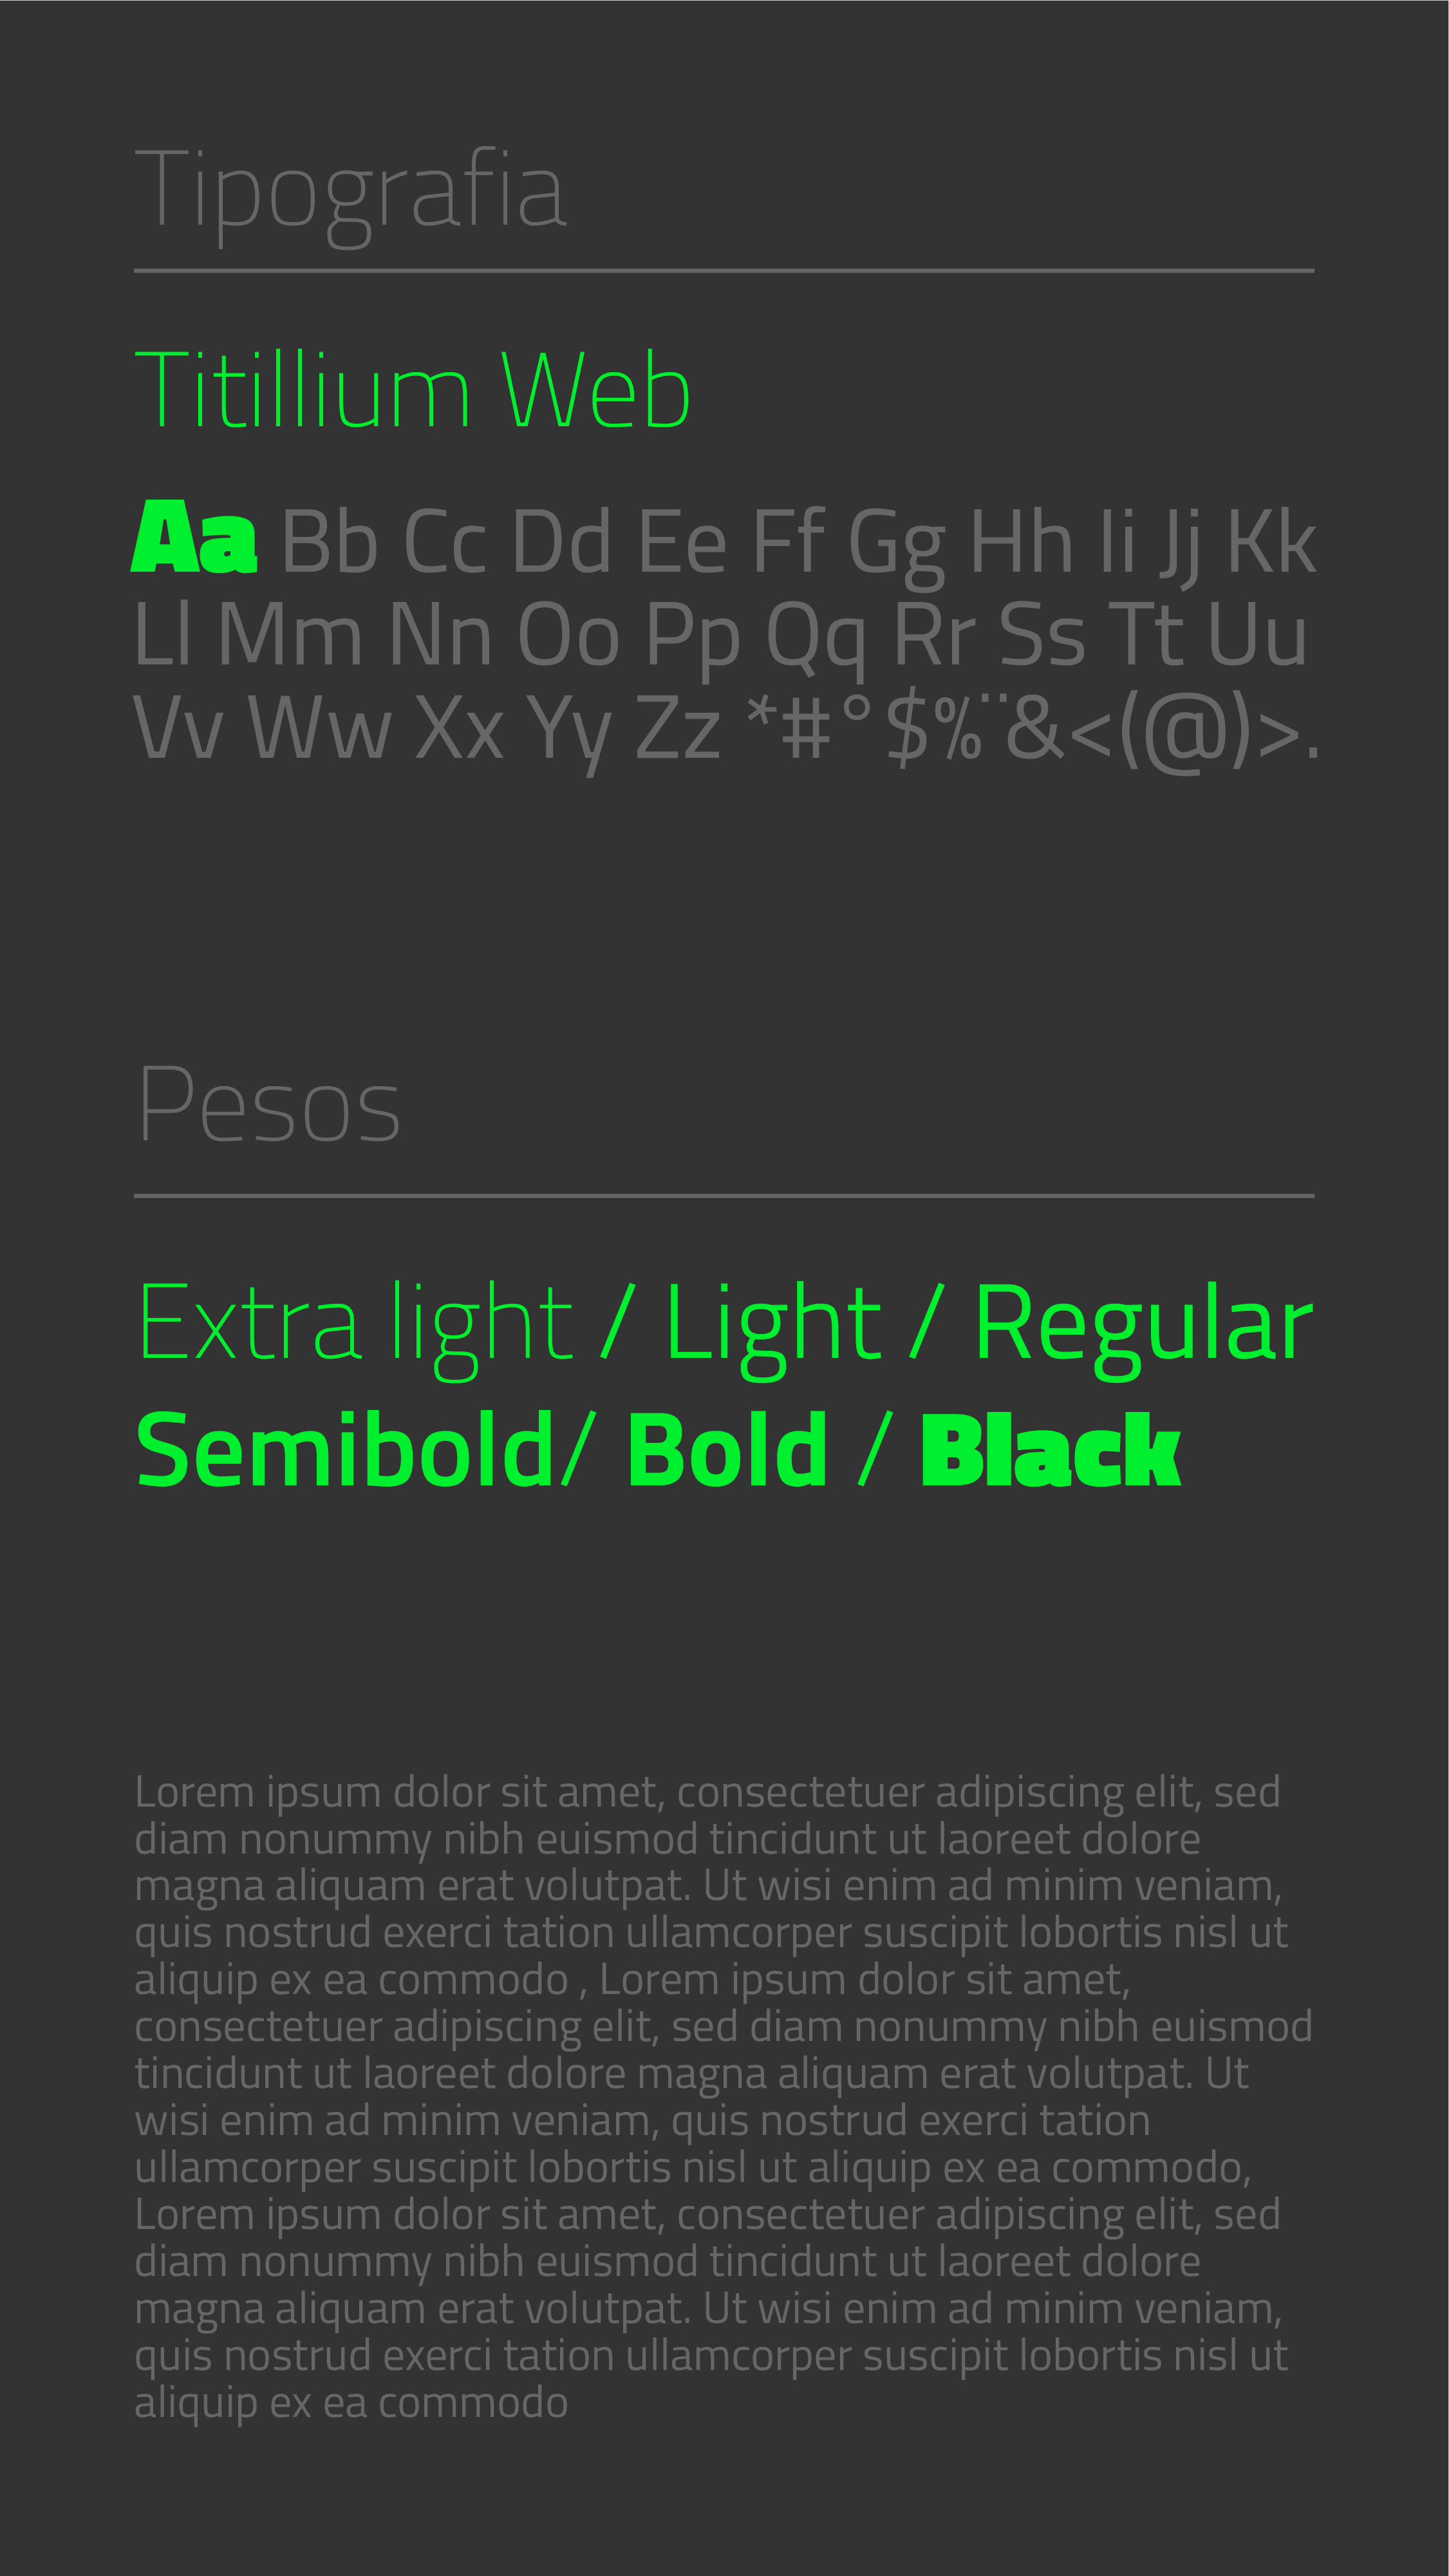 Tipografia
Titillium Web
Aa Bb Cc Dd Ee Ff Gg Hh Ii Jj Kk
Ll Mm Nn Oo Pp Qq Rr Ss Tt Uu
Vv Ww Xx Yy Zz *#°$%¨&<(@)>.
Pesos
Extra light / Light / Regular
Semibold/ Bold / Black
Lorem ipsum dolor sit amet, consectetuer adipiscing elit, sed
diam nonummy nibh euismod tincidunt ut laoreet dolore
magna aliquam erat volutpat. Ut wisi enim ad minim veniam,
quis nostrud exerci tation ullamcorper suscipit lobortis nisl ut
aliquip ex ea commodo , Lorem ipsum dolor sit amet,
consectetuer adipiscing elit, sed diam nonummy nibh euismod
tincidunt ut laoreet dolore magna aliquam erat volutpat. Ut
wisi enim ad minim veniam, quis nostrud exerci tation
ullamcorper suscipit lobortis nisl ut aliquip ex ea commodo,
Lorem ipsum dolor sit amet, consectetuer adipiscing elit, sed
diam nonummy nibh euismod tincidunt ut laoreet dolore
magna aliquam erat volutpat. Ut wisi enim ad minim veniam,
quis nostrud exerci tation ullamcorper suscipit lobortis nisl ut
aliquip ex ea commodo